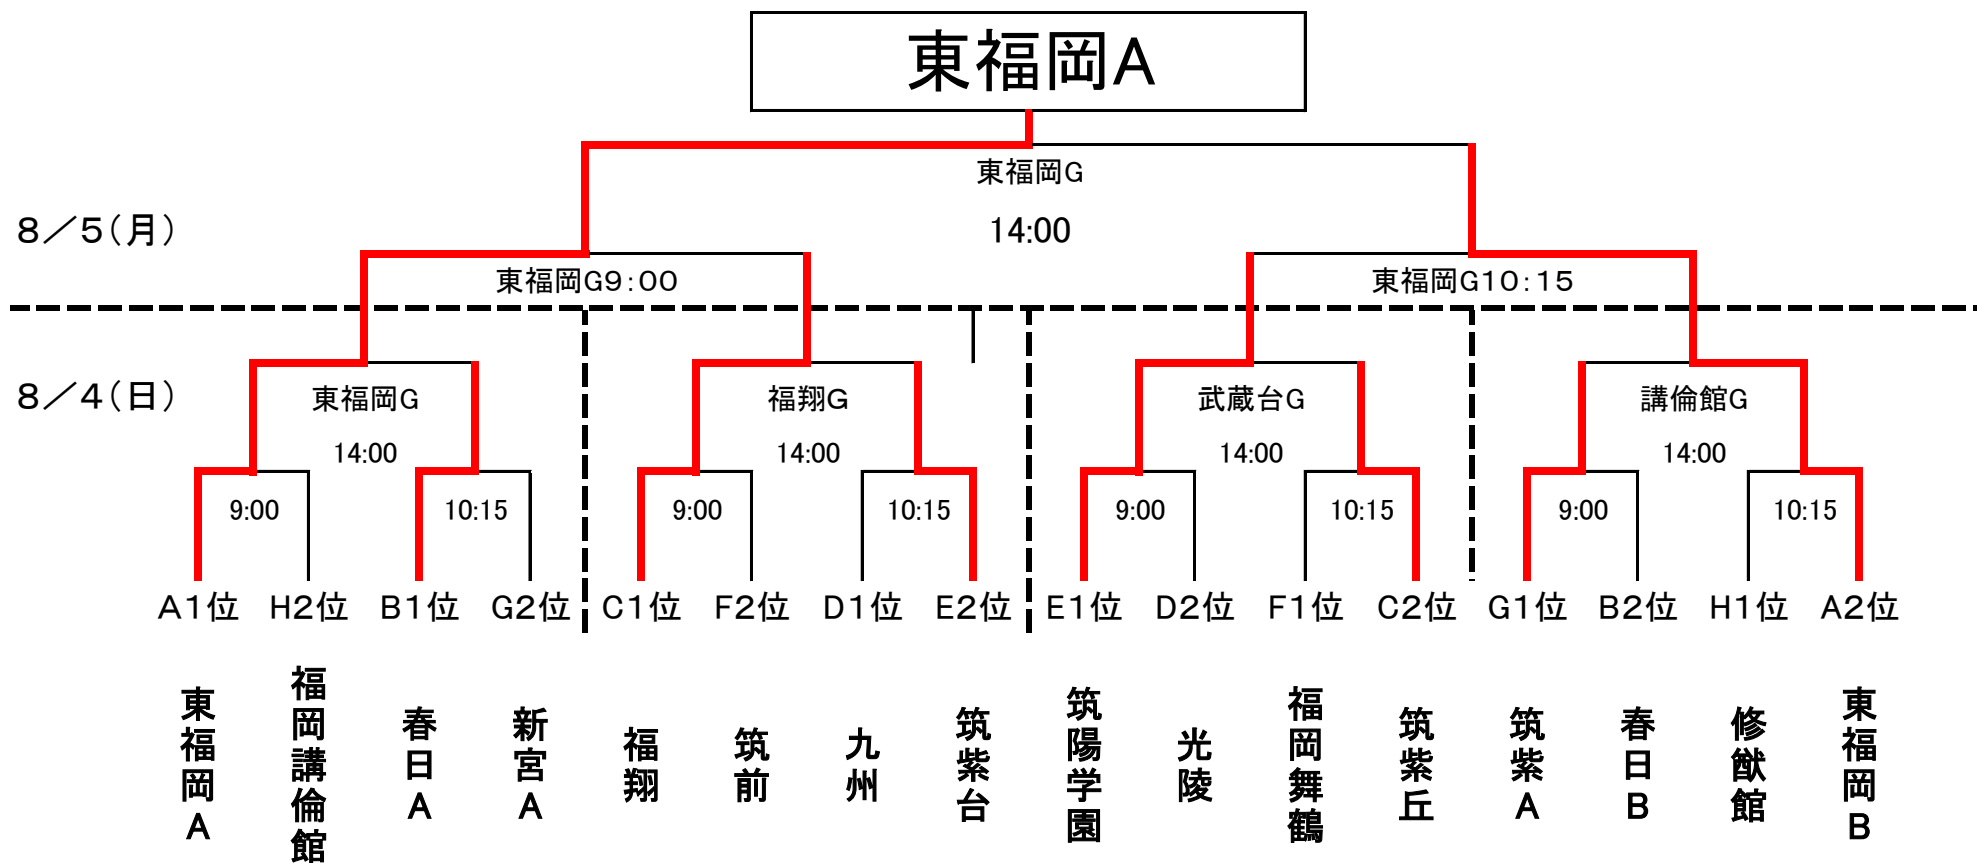 東福岡A
東福岡G
8／5(月)
14:00
東福岡G9:00
東福岡G10:15
8／4(日)
東福岡G
福翔G
武蔵台G
講倫館G
14:00
14:00
14:00
14:00
9:00
10:15
9:00
10:15
9:00
10:15
9:00
10:15
A1位 H2位 B1位 G2位 C1位 F2位 D1位 E2位 E1位 D2位 F1位 C2位 G1位 B2位 H1位 A2位
東福岡A
福岡講倫館
春日A
新宮A
福翔
筑前
九州
筑紫台
筑陽学園
光陵
福岡舞鶴
筑紫丘
筑紫A
春日B
修猷館
東福岡B